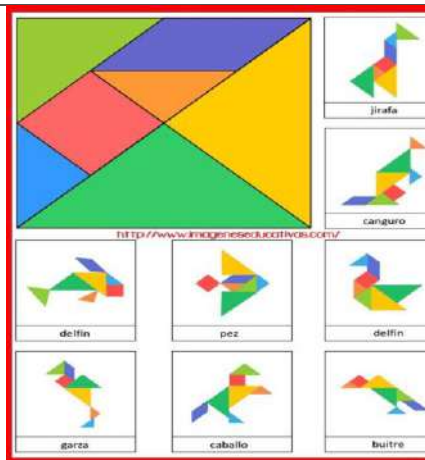 jirafa
canguro
http://www.imageneseducativas.com/
delfin
pez
delfin
garza
caballo
buitre